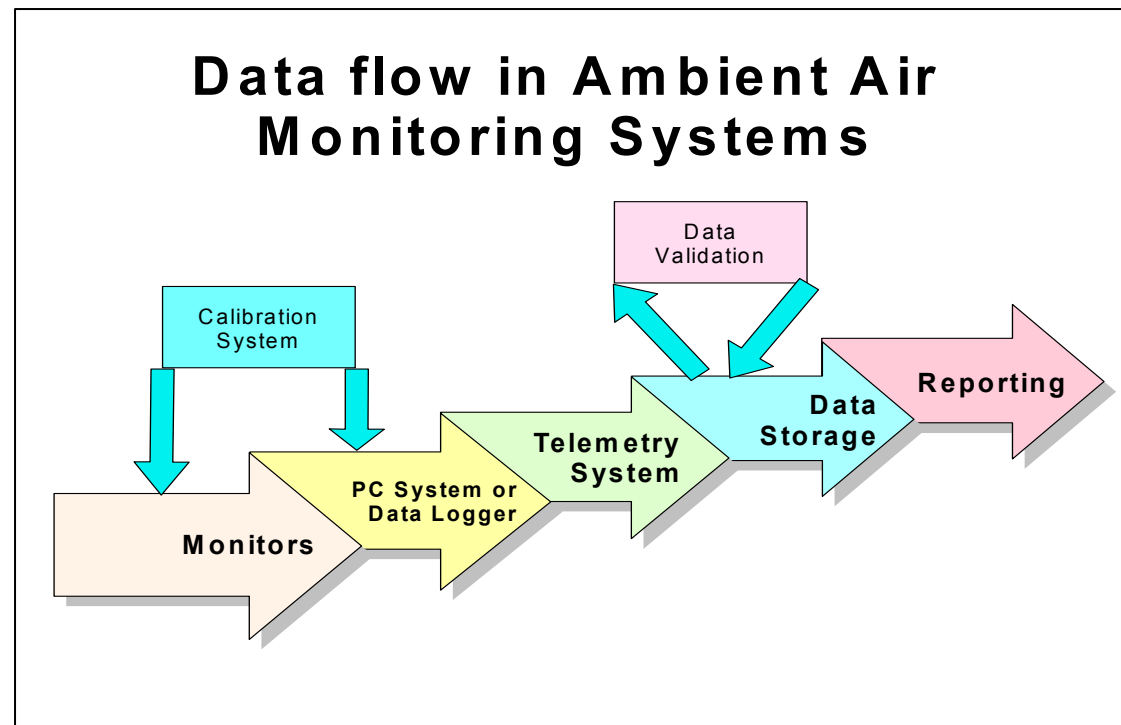 Data flow in Ambient Air
Monitoring Systems
Data
Validation
Calibration
System
Monitors
PC System or
Data Logger
Telemetry
System
Data
Storage
Reporting